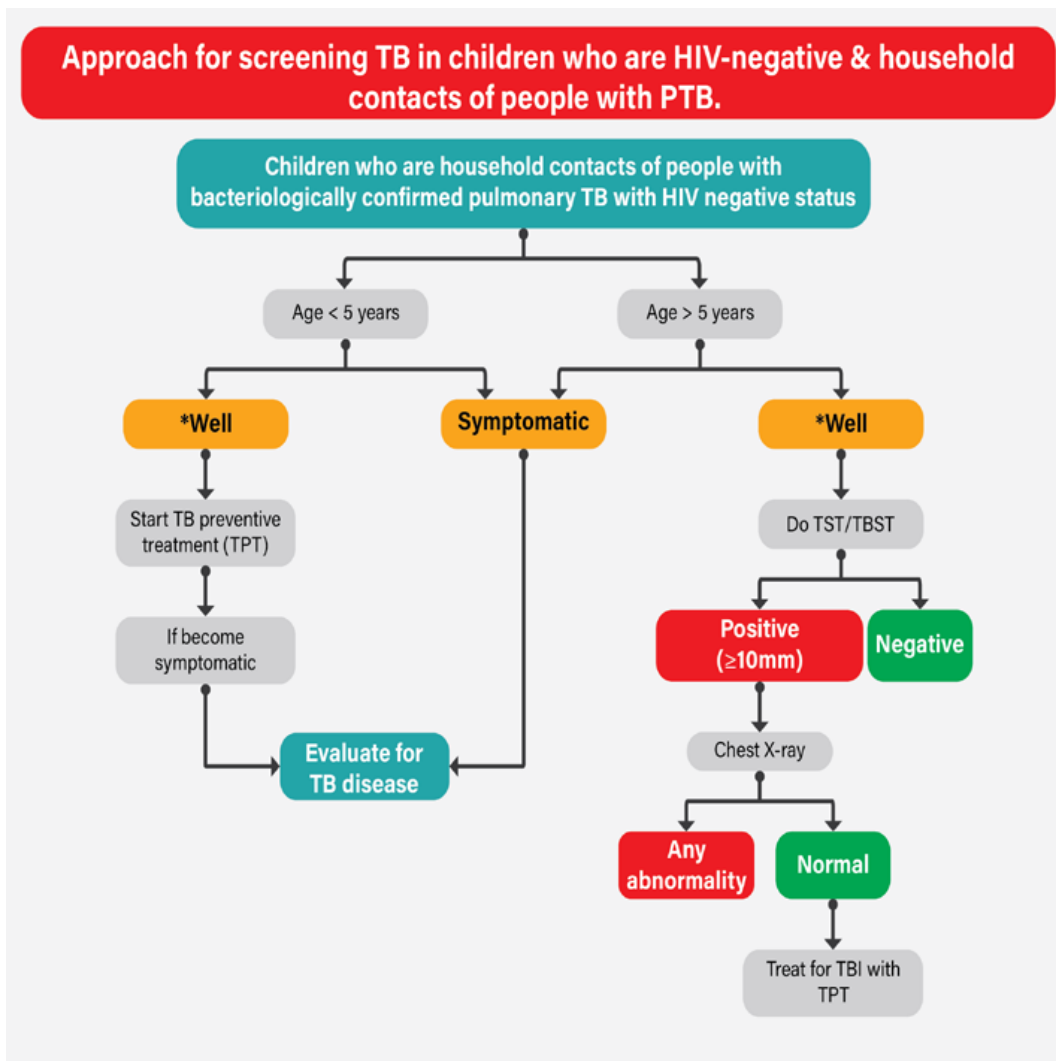 Approach for screening TB in children who are HIV-negative & household
contacts of people with PTB.
Children who are household contacts of people with
bacteriologically confirmed pulmonary TB with HIV negative status
Age < 5 years
Age > 5 years
*Well
Symptomatic
*Well
Start TB preventive
treatment (TPT)
Do TST/TBST
If become
symptomatic
Positive
(≥10mm)
Negative
Evaluate for
TB disease
Chest X-ray
Any
abnormality
Normal
Treat for TBI with
TPT